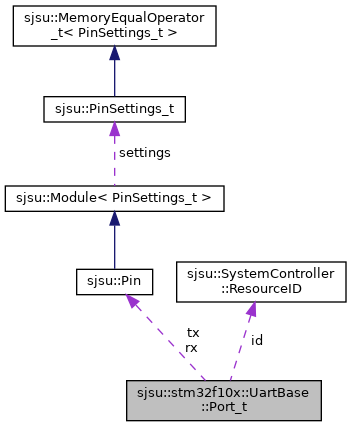 sjsu::MemoryEqualOperator
_t< PinSettings_t >
sjsu::PinSettings_t
settings
sjsu::Module< PinSettings_t >
sjsu::Pin
sjsu::SystemController
::ResourceID
tx
rx
id
sjsu::stm32f10x::UartBase
::Port_t